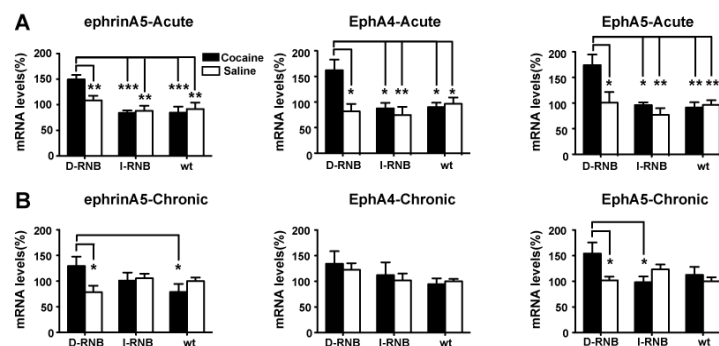 A
ephrinA5-Acute
EphA4-Acute
EphA5-Acute
mRNA levels(%)
200
150
100
50
0
Cocaine
Saline
**
***
**
***
**
D-RNB I-RNB wt
mRNA levels(%)
200
150
100
50
0
*
*
**
*
*
D-RNB I-RNB wt
mRNA levels(%)
200
150
100
50
0
*
*
**
**
**
D-RNB I-RNB wt
B
ephrinA5-Chronic
EphA4-Chronic
EphA5-Chronic
mRNA levels(%)
200
150
100
50
0
*
*
D-RNB I-RNB wt
mRNA levels(%)
200
150
100
50
0
D-RNB I-RNB wt
mRNA levels(%)
200
150
100
50
0
*
*
D-RNB I-RNB wt